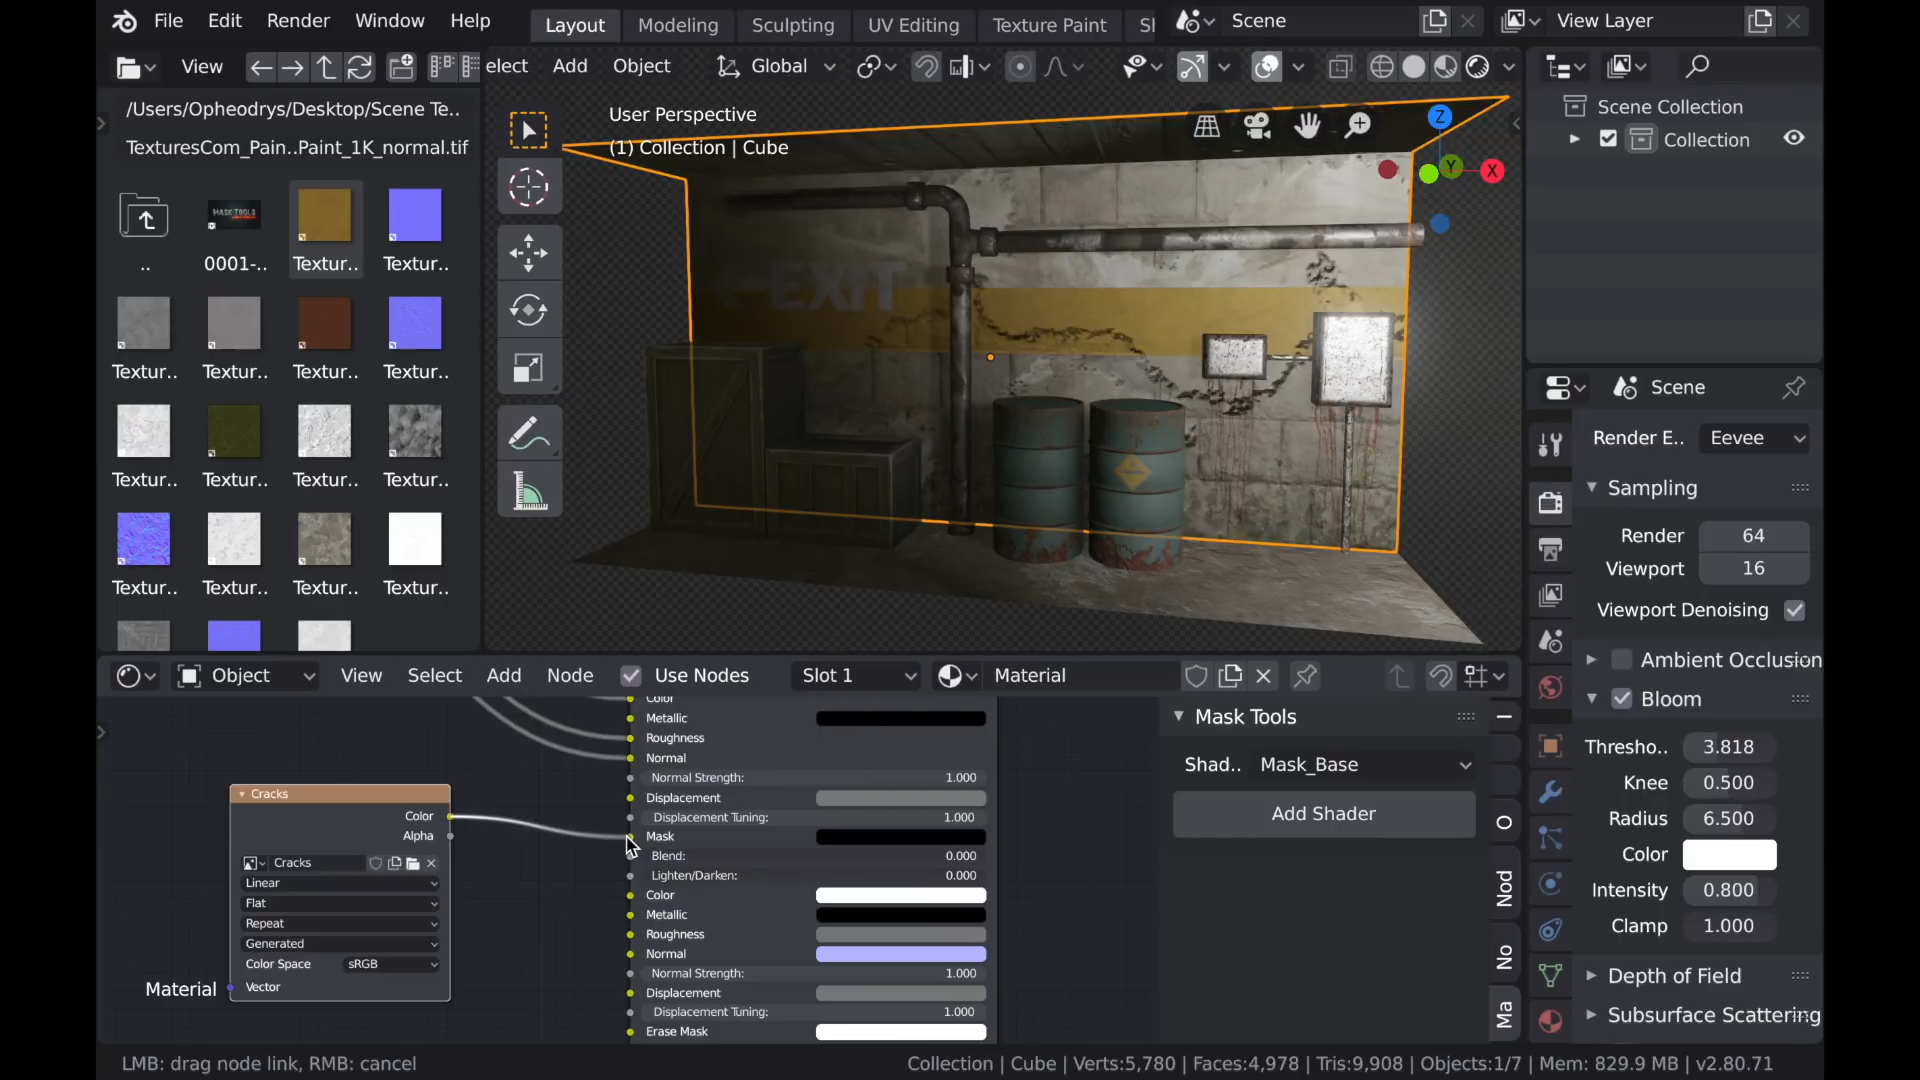 File Edit Render Window Help
Layout Modeling Sculpting UV Editing Texture Paint Sh
Scene
View Layer
View
elect Add Object
Global
/Users/Opheodrys/Desktop/Scene Te..
TexturesCom_Pain..Paint_1K_normal.tif
.. 0001-.. Textur.. Textur..
Textur.. Textur.. Textur.. Textur..
Textur.. Textur.. Textur.. Textur..
Textur.. Textur.. Textur.. Textur..
MASK TOOLS
User Perspective
(1) Collection | Cube
Z
Y
X
EXIT
Scene Collection
Collection
Scene
Render E.. Eevee
Sampling
Render 64
Viewport 16
Viewport Denoising
Ambient Occlusion
Bloom
Thresho.. 3.818
Knee 0.500
Radius 6.500
Color
Intensity 0.800
Clamp 1.000
Depth of Field
Subsurface Scattering
Object View Select Add Node Use Nodes Slot 1 Material
Cracks
Color
Alpha
Cracks
Linear
Flat
Repeat
Generated
Color Space sRGB
Vector
Material
Color
Metallic
Roughness
Normal
Normal Strength: 1.000
Displacement
Displacement Tuning: 1.000
Mask
Blend: 0.000
Lighten/Darken: 0.000
Color
Metallic
Roughness
Normal
Normal Strength: 1.000
Displacement
Displacement Tuning: 1.000
Erase Mask
Mask Tools
Shad.. Mask_Base
Add Shader
O
Nod
No
Ma
LMB: drag node link, RMB: cancel
Collection | Cube | Verts:5,780 | Faces:4,978 | Tris:9,908 | Objects:1/7 | Mem: 829.9 MB | v2.80.71